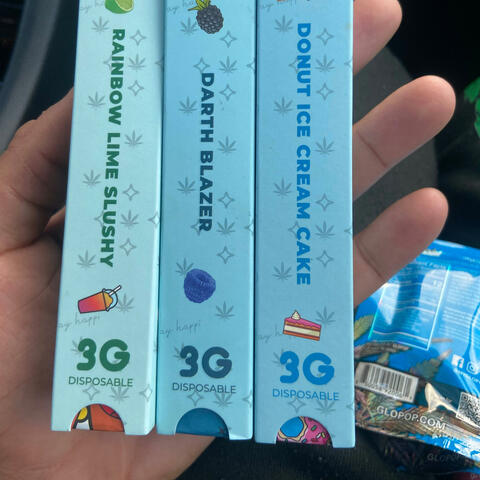 RAINBOW LIME SLUSHY
3G
DISPOSABLE
DARTH BLAZER
3G
DISPOSABLE
DONUT ICE CREAM CAKE
3G
DISPOSABLE
GLOPOP.COM